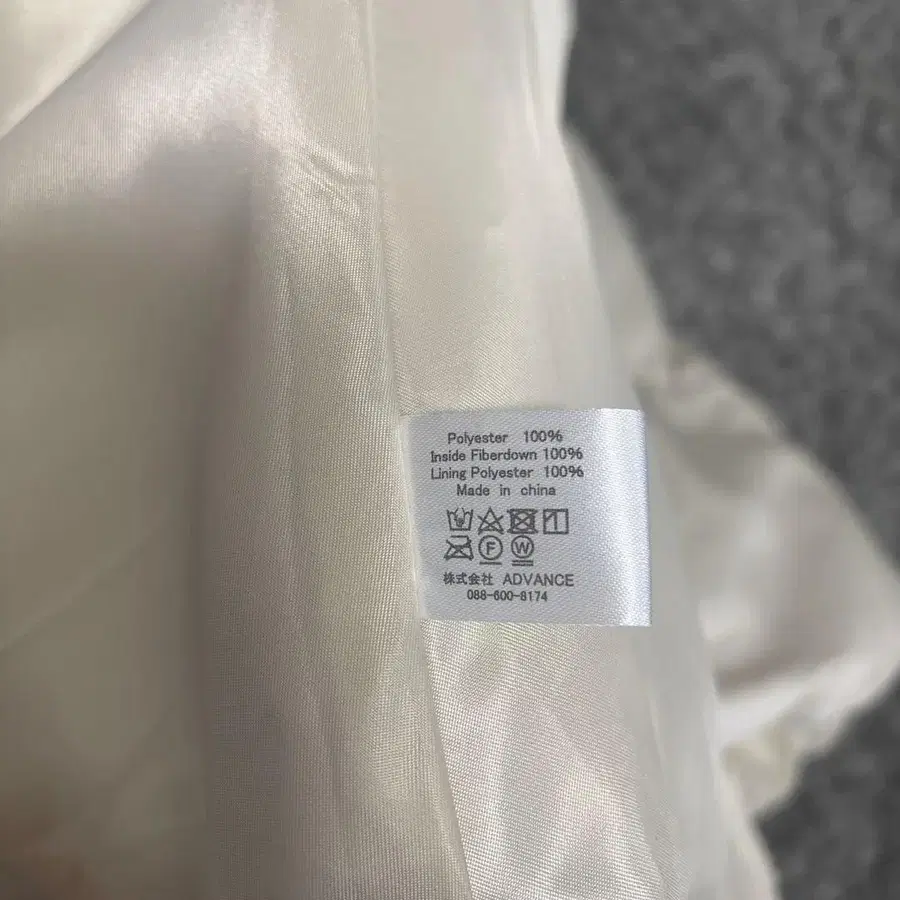 Polyester 100%
Inside Fiberdown 100%
Lining Polyester 100%
Made in china
F W
株式会社 ADVANCE
088-600-8174